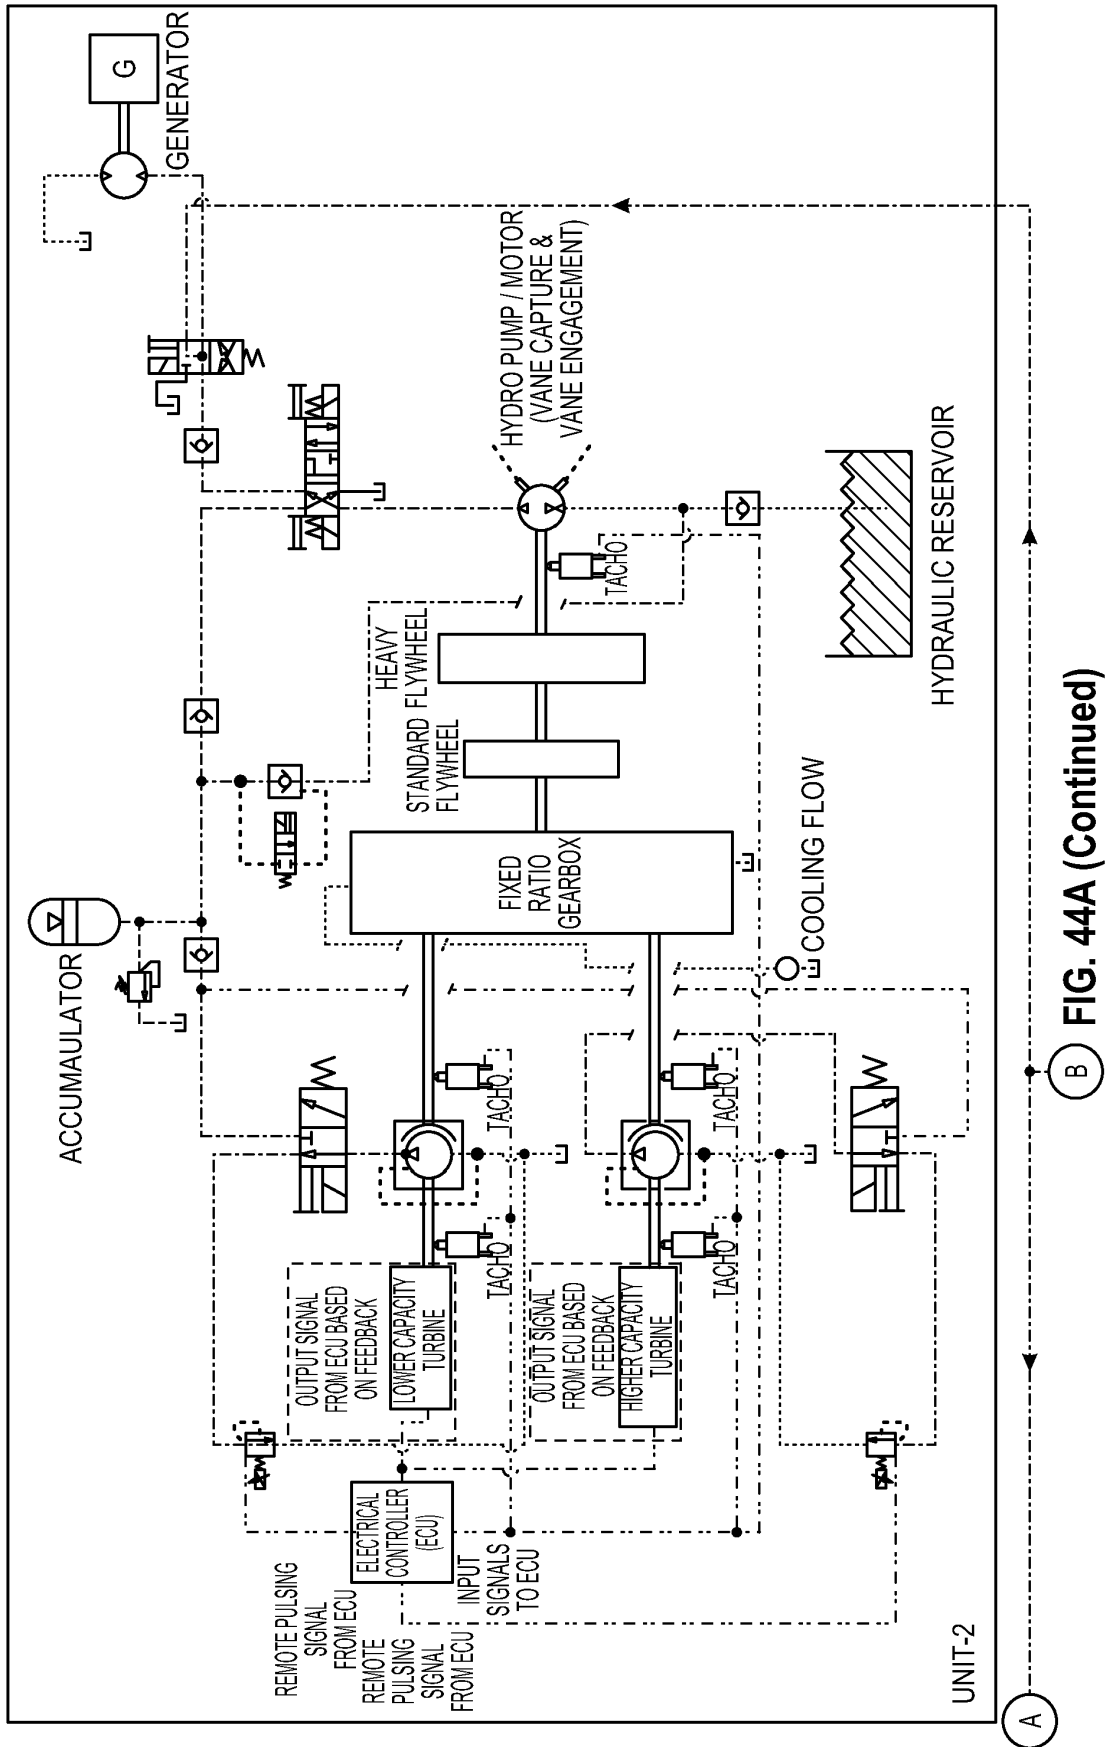 REMOTE PULSING
SIGNAL
FROM ECU
REMOTE
PULSING
SIGNAL
FROM ECU
ELECTRICAL
CONTROLLER
(ECU)
INPUT
SIGNALS
TO ECU
OUTPUT SIGNAL
FROM ECU BASED
ON FEEDBACK
LOWER CAPACITY
TURBINE
TACHO
TACHO
OUTPUT SIGNAL
FROM ECU BASED
ON FEEDBACK
HIGHER CAPACITY
TURBINE
TACHO
TACHO
ACCUMAULATOR
FIXED
RATIO
GEARBOX
COOLING FLOW
STANDARD
FLYWHEEL
HEAVY
FLYWHEEL
TACHO
HYDRO PUMP / MOTOR
(VANE CAPTURE &
VANE ENGAGEMENT)
HYDRAULIC RESERVOIR
G
GENERATOR
UNIT-2
A
B
FIG. 44A (Continued)